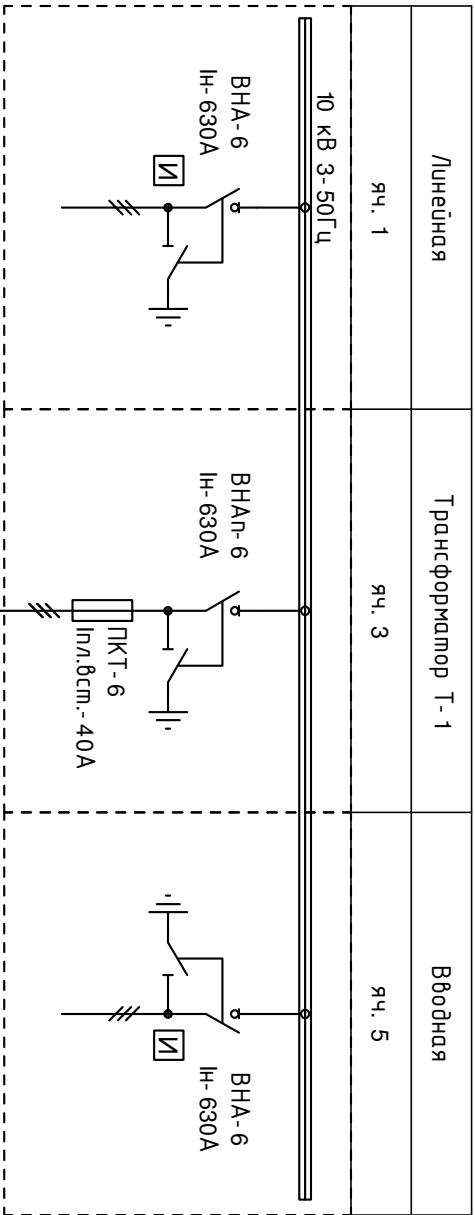 Линейная
Трансформатор Т-1
Вводная
яч. 1
яч. 3
яч. 5
10 кВ 3-50Гц
ВНА-6
Iн-630А
И
ВНАп-6
Iн-630А
ПКТ-6
Iпл.вст.-40А
ВНА-6
Iн-630А
И